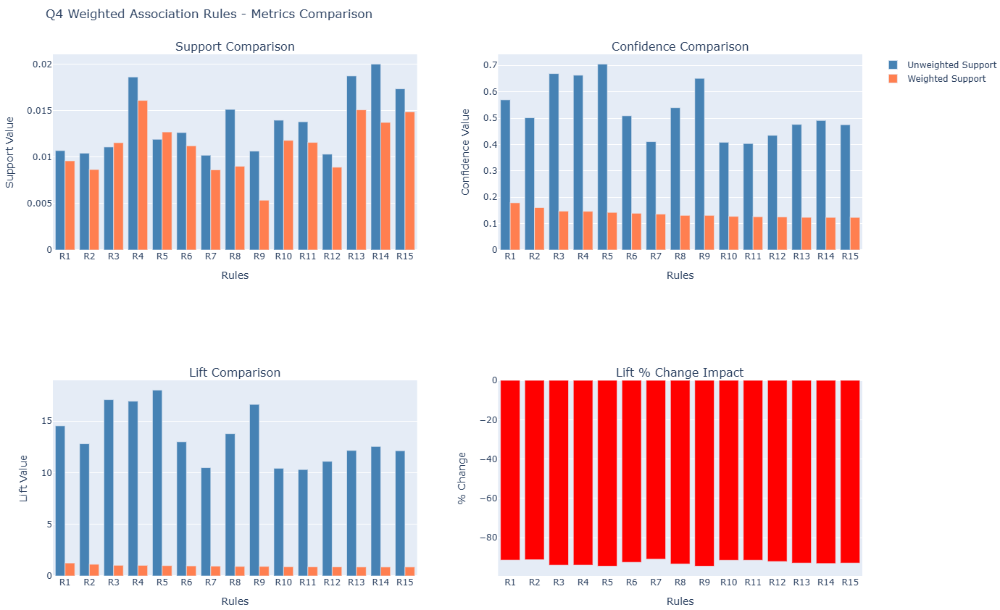 Q4 Weighted Association Rules - Metrics Comparison
Support Comparison
Support Value
0.02
0.015
0.01
0.005
0
R1 R2 R3 R4 R5 R6 R7 R8 R9 R10 R11 R12 R13 R14 R15
Rules
Confidence Comparison
Confidence Value
0.7
0.6
0.5
0.4
0.3
0.2
0.1
0
R1 R2 R3 R4 R5 R6 R7 R8 R9 R10 R11 R12 R13 R14 R15
Rules
Unweighted Support
Weighted Support
Lift Comparison
Lift Value
15
10
5
0
R1 R2 R3 R4 R5 R6 R7 R8 R9 R10 R11 R12 R13 R14 R15
Rules
Lift % Change Impact
% Change
0
−20
−40
−60
−80
R1 R2 R3 R4 R5 R6 R7 R8 R9 R10 R11 R12 R13 R14 R15
Rules